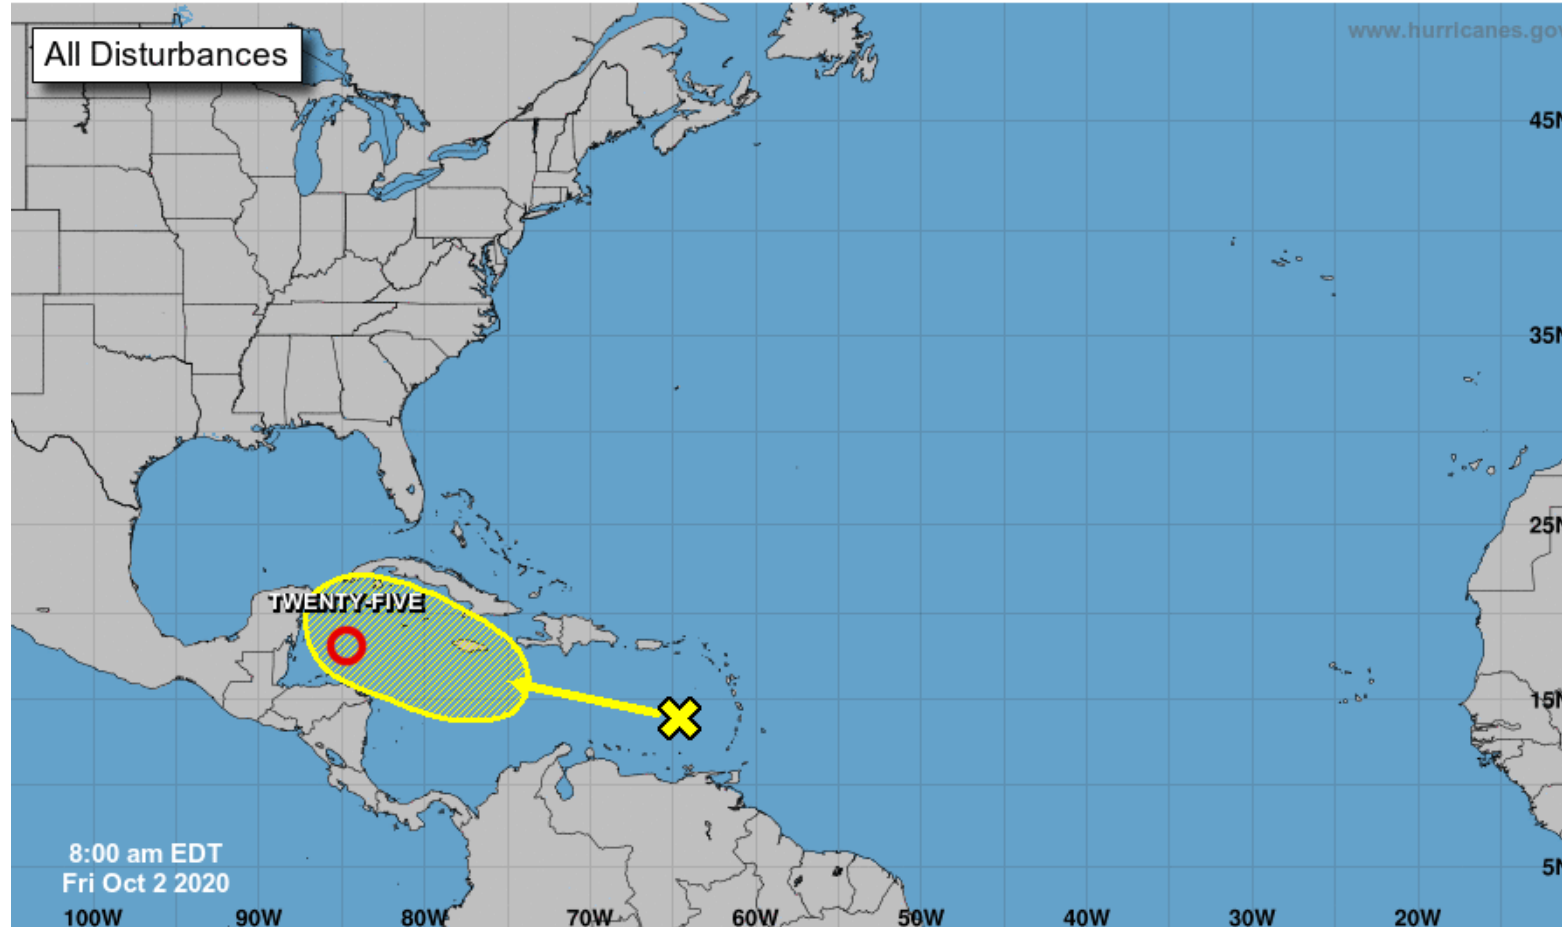 All Disturbances
www.hurricanes.gov
45N
35N
25N
TWENTY-FIVE
15N
8:00 am EDT
Fri Oct 2 2020
5N
100W 90W 80W 70W 60W 50W 40W 30W 20W